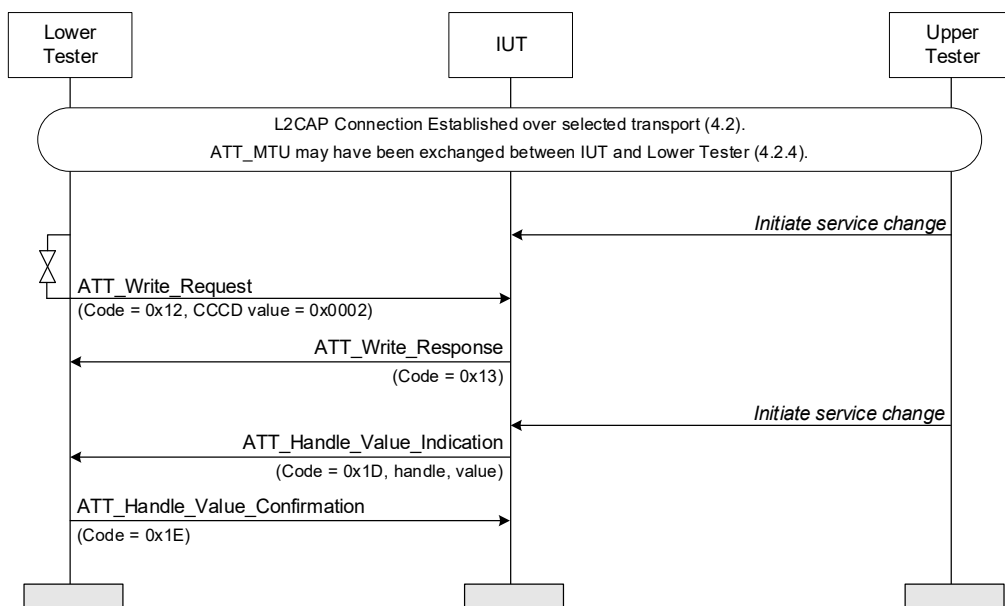 Lower
Tester
IUT
Upper
Tester
L2CAP Connection Established over selected transport (4.2).
ATT_MTU may have been exchanged between IUT and Lower Tester (4.2.4).
Initiate service change
ATT_Write_Request
(Code = 0x12, CCCD value = 0x0002)
ATT_Write_Response
(Code = 0x13)
Initiate service change
ATT_Handle_Value_Indication
(Code = 0x1D, handle, value)
ATT_Handle_Value_Confirmation
(Code = 0x1E)